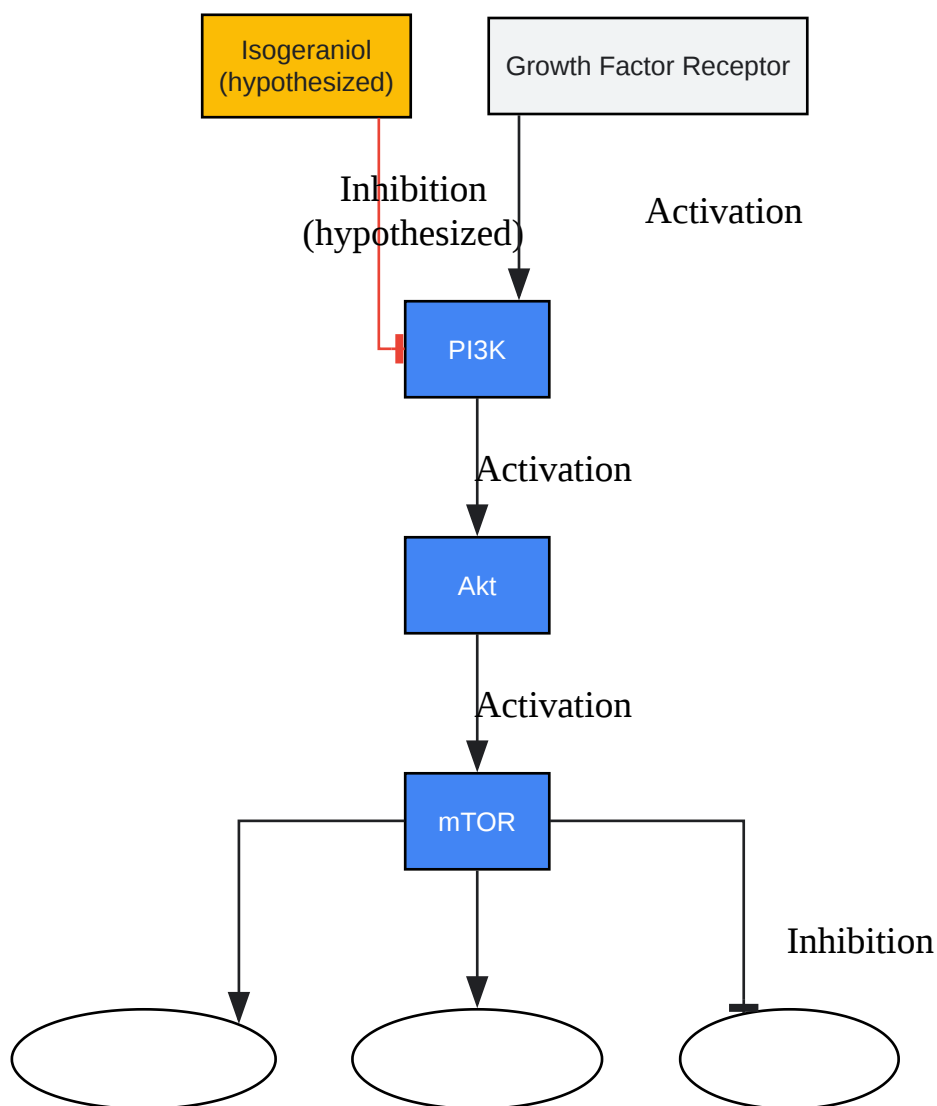 Isogeraniol
(hypothesized)
Growth Factor Receptor
Inhibition
(hypothesized)
Activation
PI3K
Activation
Akt
Activation
mTOR
Inhibition